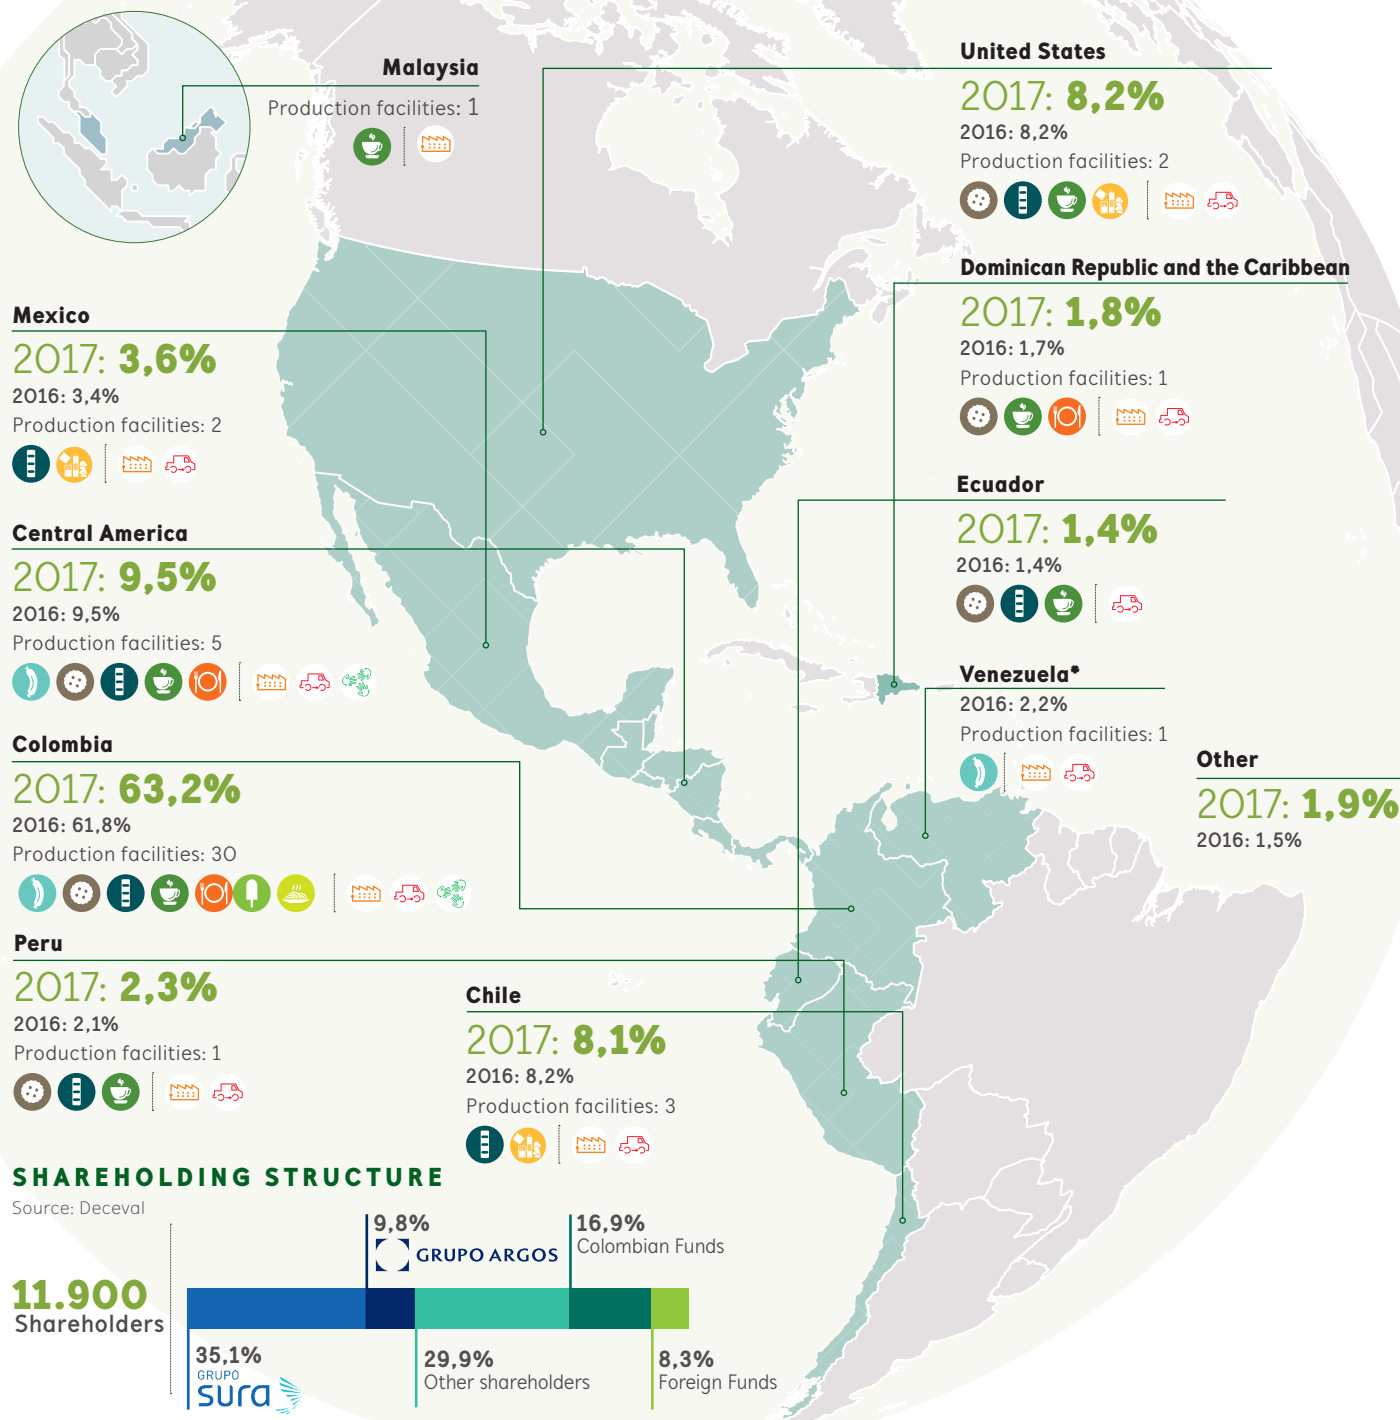 Malaysia
Production facilities: 1
United States
2017: 8,2%
2016: 8,2%
Production facilities: 2
Dominican Republic and the Caribbean
2017: 1,8%
2016: 1,7%
Production facilities: 1
Mexico
2017: 3,6%
2016: 3,4%
Production facilities: 2
Ecuador
2017: 1,4%
2016: 1,4%
Central America
2017: 9,5%
2016: 9,5%
Production facilities: 5
Venezuela*
2016: 2,2%
Production facilities: 1
Colombia
2017: 63,2%
2016: 61,8%
Production facilities: 30
Other
2017: 1,9%
2016: 1,5%
Peru
2017: 2,3%
2016: 2,1%
Production facilities: 1
Chile
2017: 8,1%
2016: 8,2%
Production facilities: 3
SHAREHOLDING STRUCTURE
Source: Deceval
11.900
Shareholders
9,8%
GRUPO ARGOS
16,9%
Colombian Funds
35,1%
GRUPO
sura
29,9%
Other shareholders
8,3%
Foreign Funds